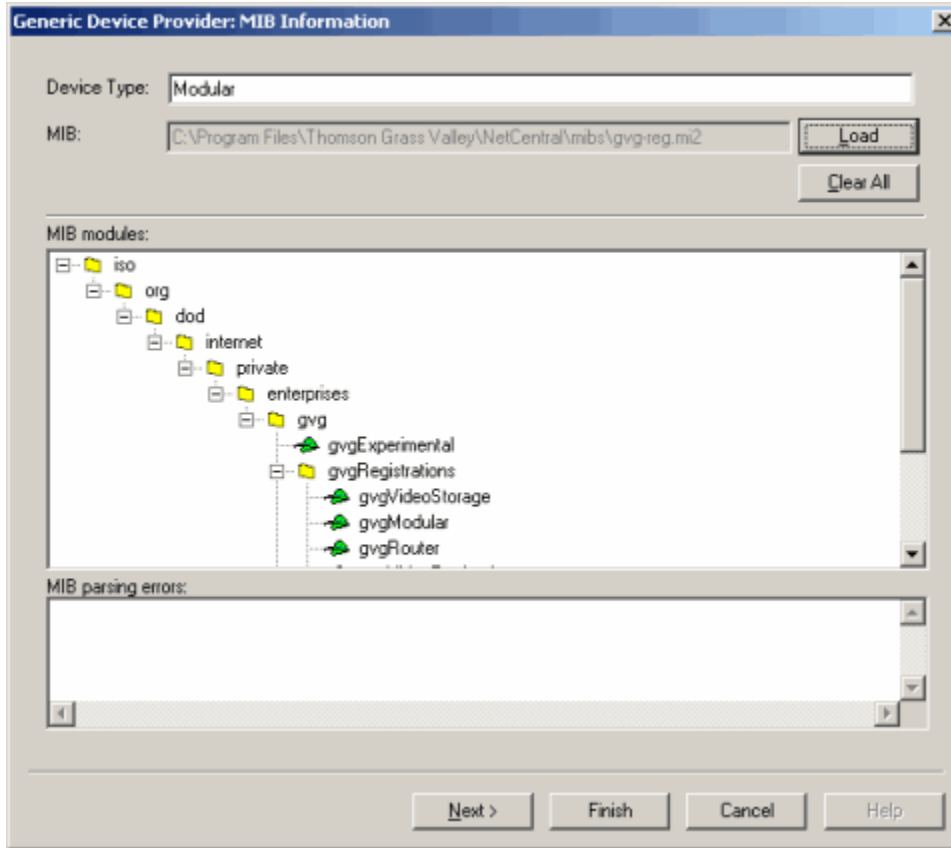 Generic Device Provider: MIB Information
Device Type: Modular
MIB: C:\Program Files\Thomson Grass Valley\NetCentral\mibs\gvg-reg.mi2 Load
Clear All
MIB modules:
iso
org
dod
internet
private
enterprises
gvg
gvgExperimental
gvgRegistrations
gvgVideoStorage
gvgModular
gvgRouter
MIB parsing errors:
Next > Finish Cancel Help